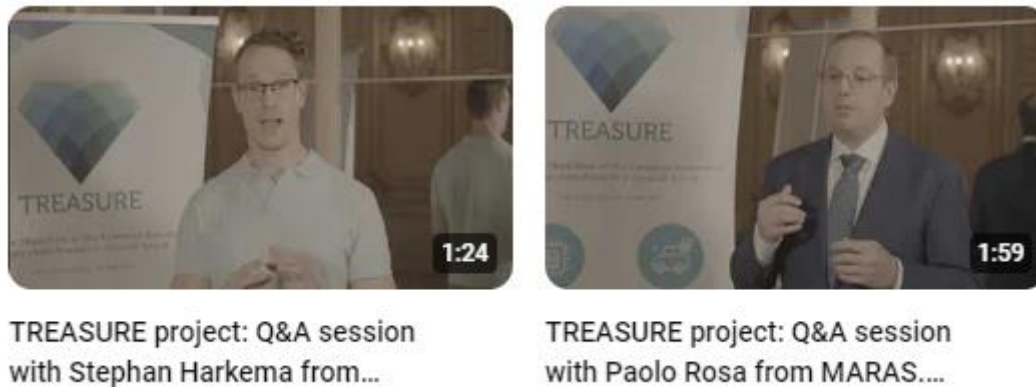 TREASURE
1:24
TREASURE
1:59
TREASURE project: Q&A session
with Stephan Harkema from...
TREASURE project: Q&A session
with Paolo Rosa from MARAS....